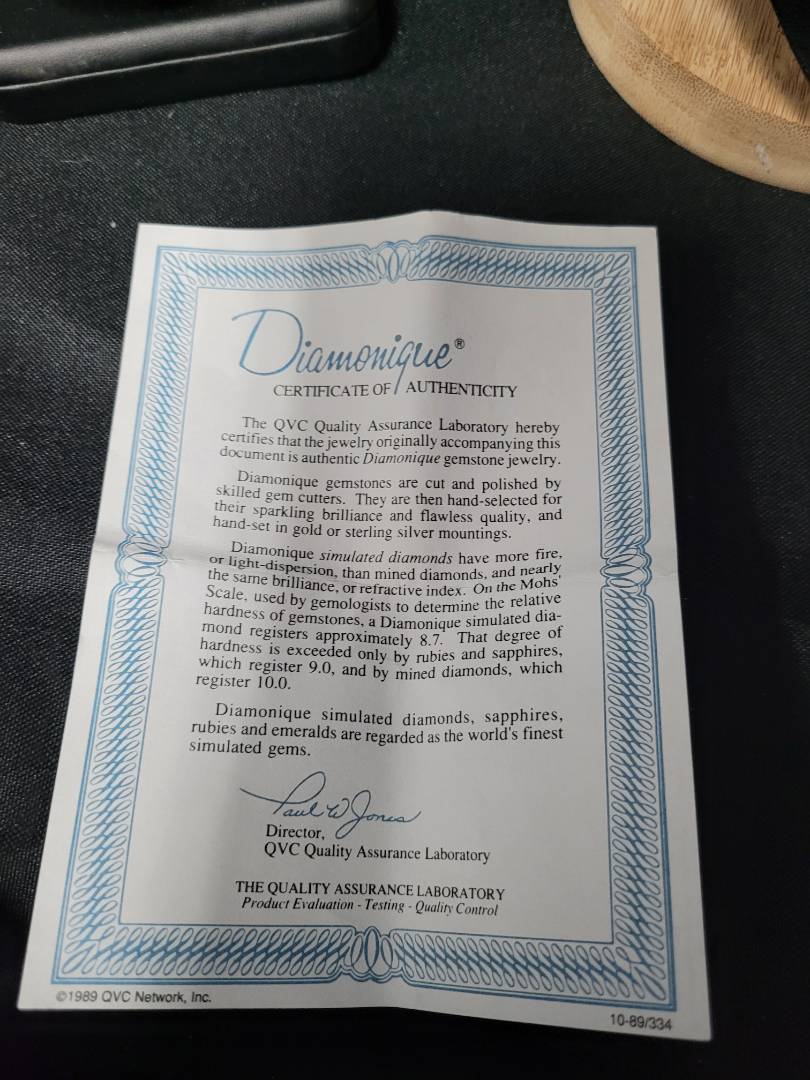 Diamonique®
CERTIFICATE OF AUTHENTICITY
The QVC Quality Assurance Laboratory hereby
certifies that the jewelry originally accompanying this
document is authentic Diamonique gemstone jewelry.
Diamonique gemstones are cut and polished by
skilled gem cutters. They are then hand-selected for
their sparkling brilliance and flawless quality, and
hand-set in gold or sterling silver mountings.
Diamonique simulated diamonds have more fire,
or light-dispersion, than mined diamonds, and nearly
the same brilliance, or refractive index. On the Mohs'
Scale, used by gemologists to determine the relative
hardness of gemstones, a Diamonique simulated dia-
mond registers approximately 8.7. That degree of
hardness is exceeded only by rubies and sapphires,
which register 9.0, and by mined diamonds, which
register 10.0.
Diamonique simulated diamonds, sapphires,
rubies and emeralds are regarded as the world's finest
simulated gems.
Paul W Jones
Director,
QVC Quality Assurance Laboratory
THE QUALITY ASSURANCE LABORATORY
Product Evaluation - Testing - Quality Control
©1989 QVC Network, Inc.
10-89/334